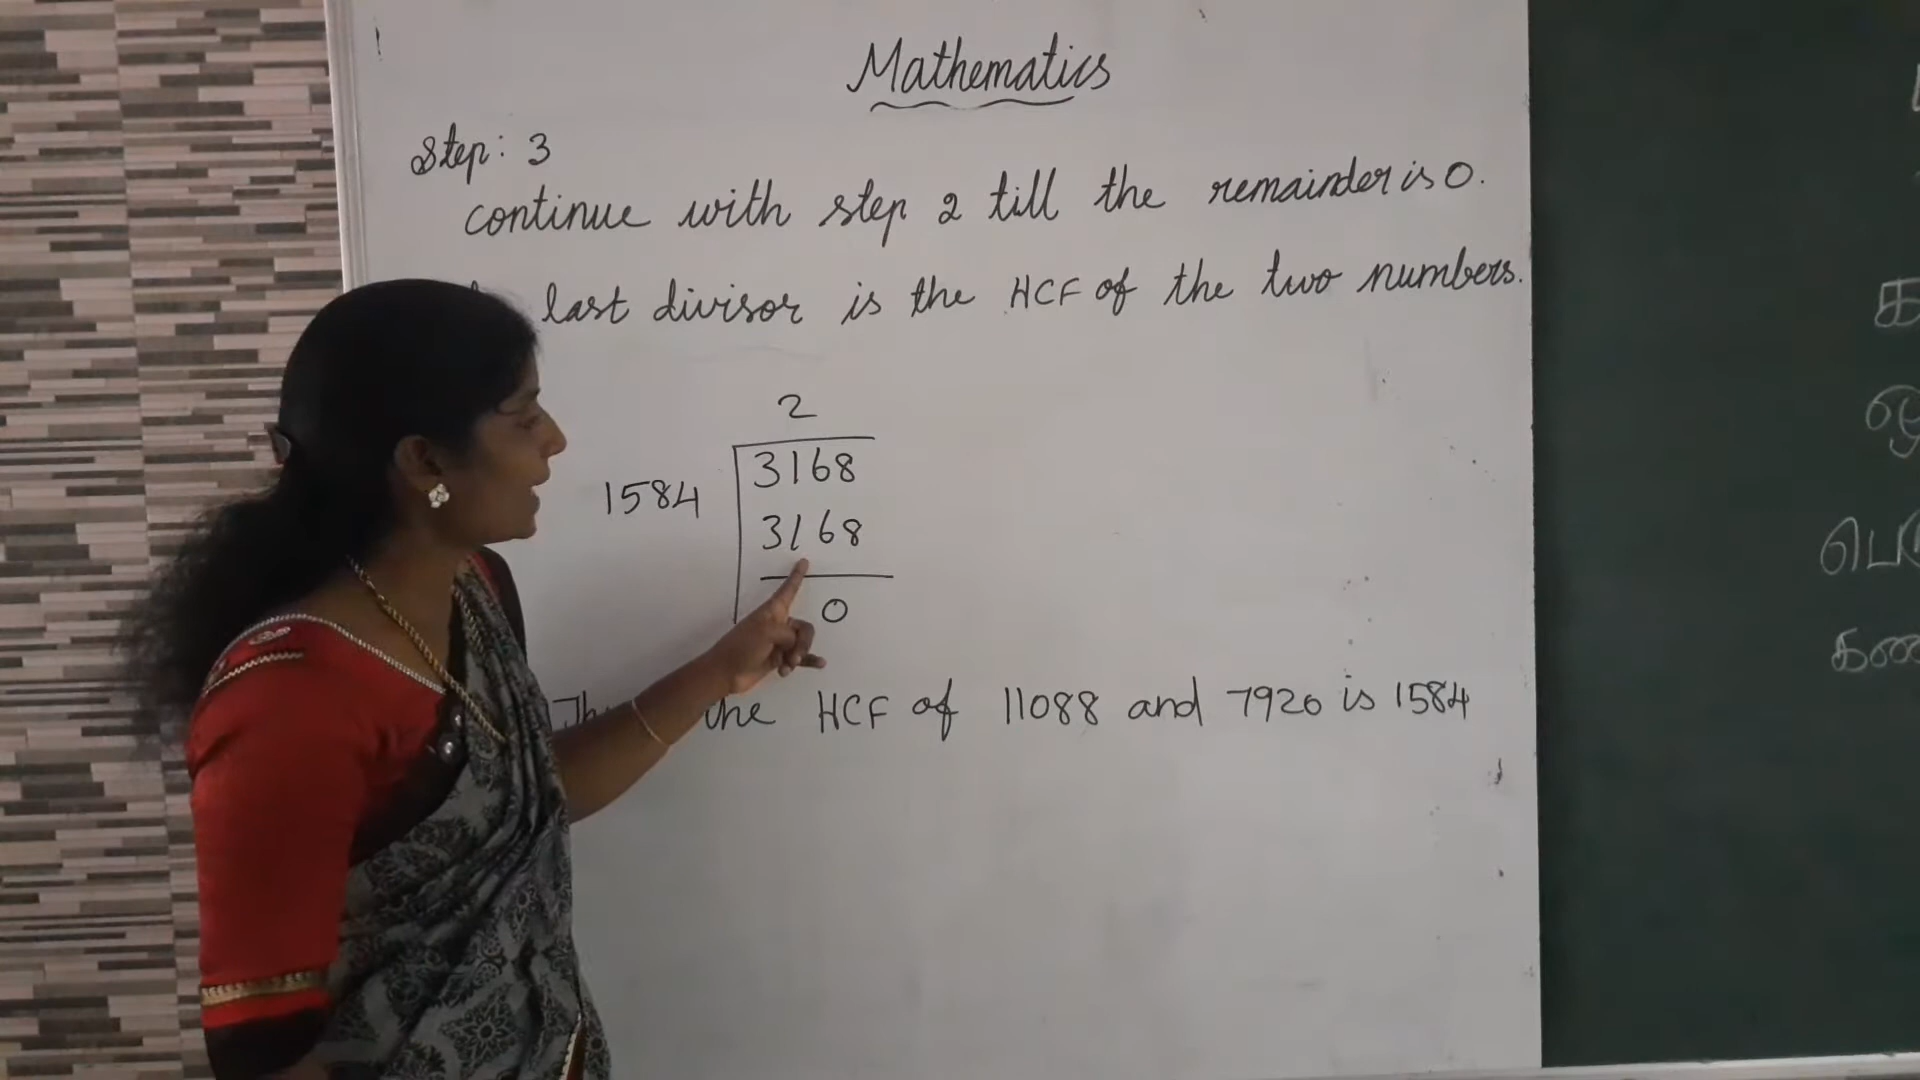 Mathematics
Step: 3
continue with step 2 till the remainder is 0.
last divisor is the HCF of the two numbers.
2
1584 3168
3168
0
the HCF of 11088 and 7920 is 1584
க
ஒ
கண